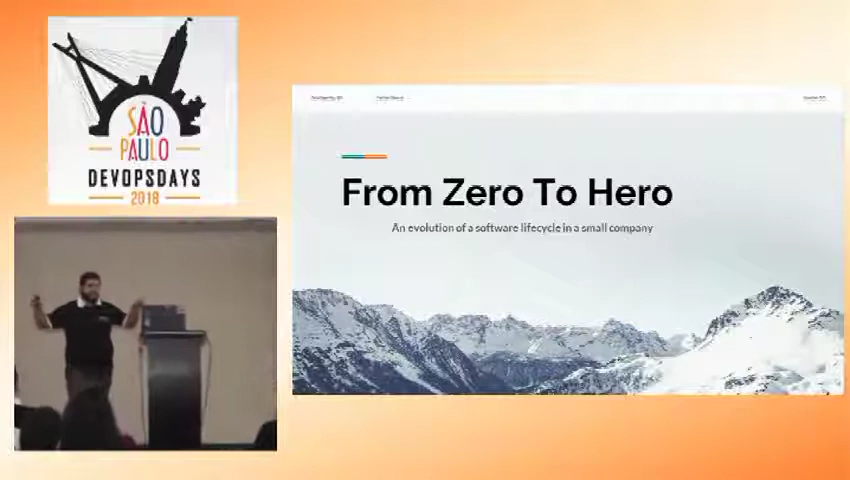 SÃO
PAULO
DEVOPSDAYS
2018
From Zero To Hero
An evolution of a software lifecycle in a small company